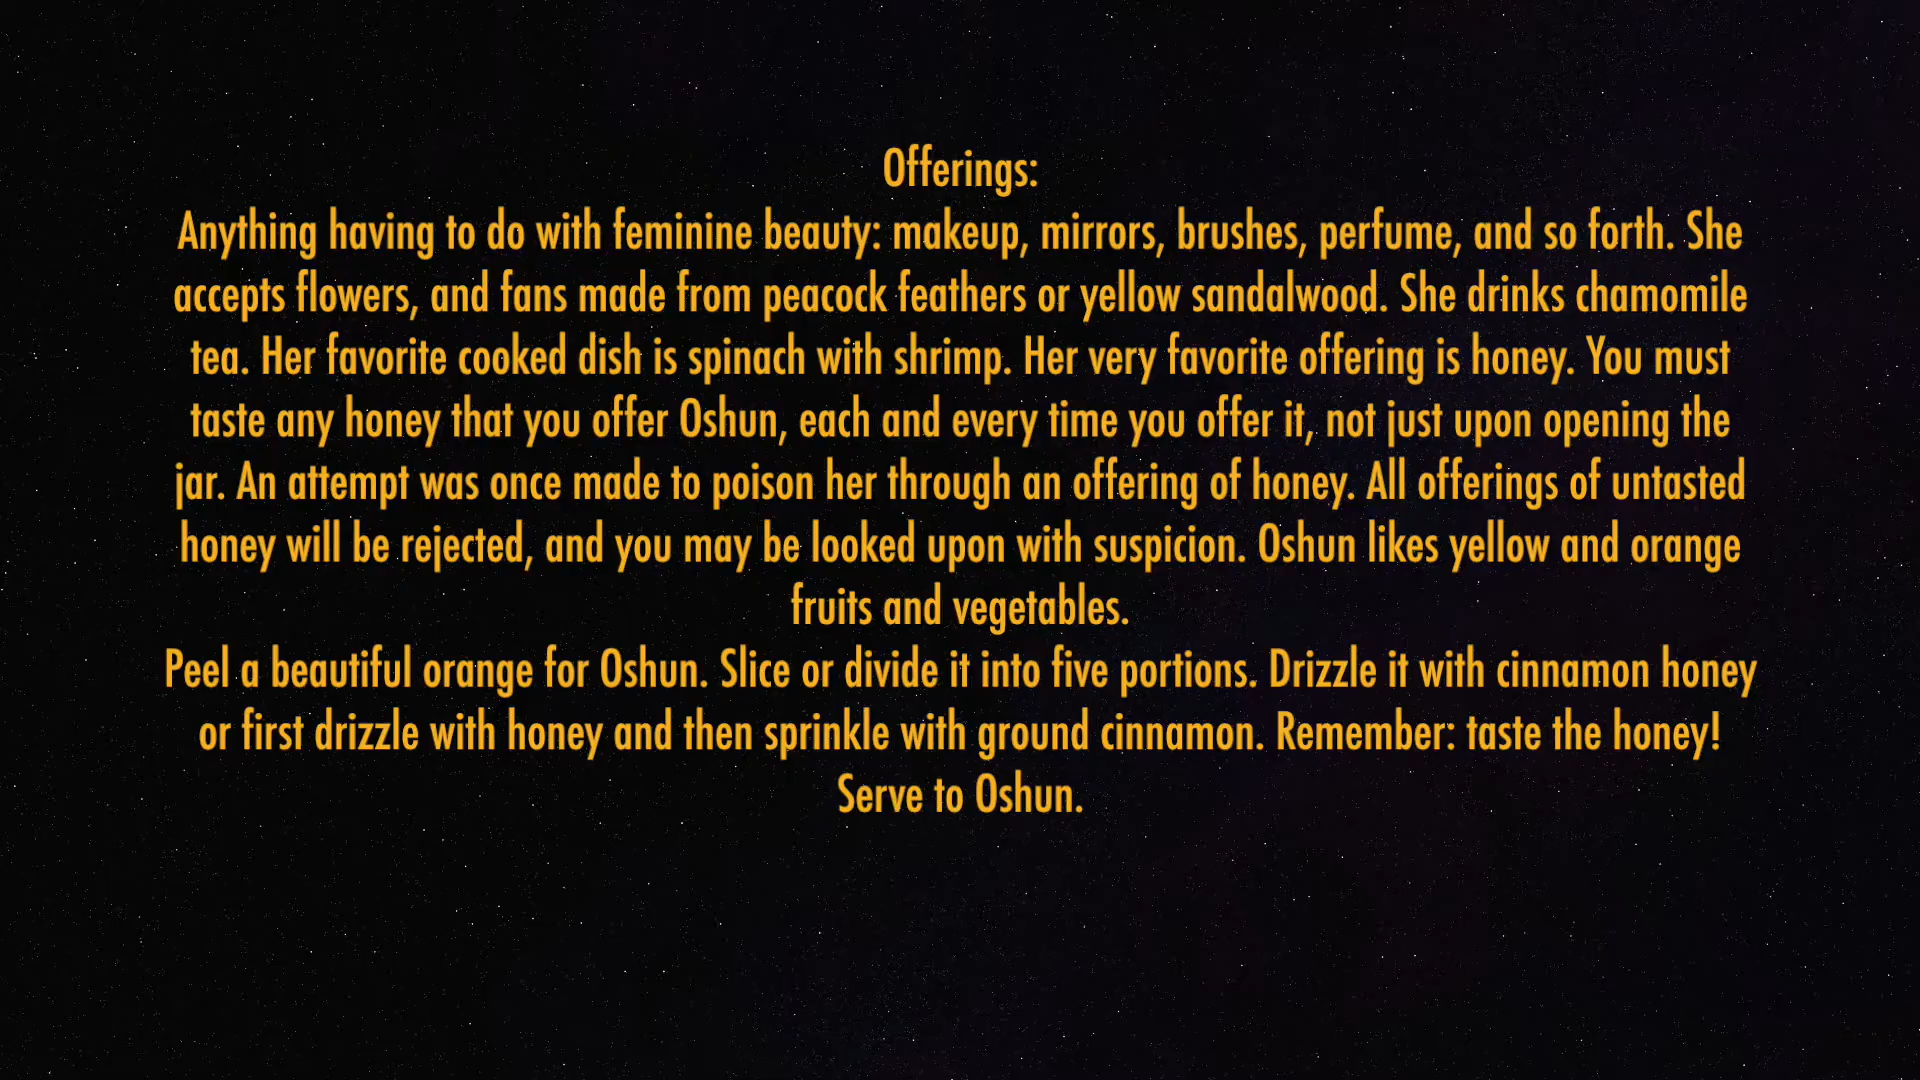 Offerings:
Anything having to do with feminine beauty: makeup, mirrors, brushes, perfume, and so forth. She
accepts flowers, and fans made from peacock feathers or yellow sandalwood. She drinks chamomile
tea. Her favorite cooked dish is spinach with shrimp. Her very favorite offering is honey. You must
taste any honey that you offer Oshun, each and every time you offer it, not just upon opening the
jar. An attempt was once made to poison her through an offering of honey. All offerings of untasted
honey will be rejected, and you may be looked upon with suspicion. Oshun likes yellow and orange
fruits and vegetables.
Peel a beautiful orange for Oshun. Slice or divide it into five portions. Drizzle it with cinnamon honey
or first drizzle with honey and then sprinkle with ground cinnamon. Remember: taste the honey!
Serve to Oshun.